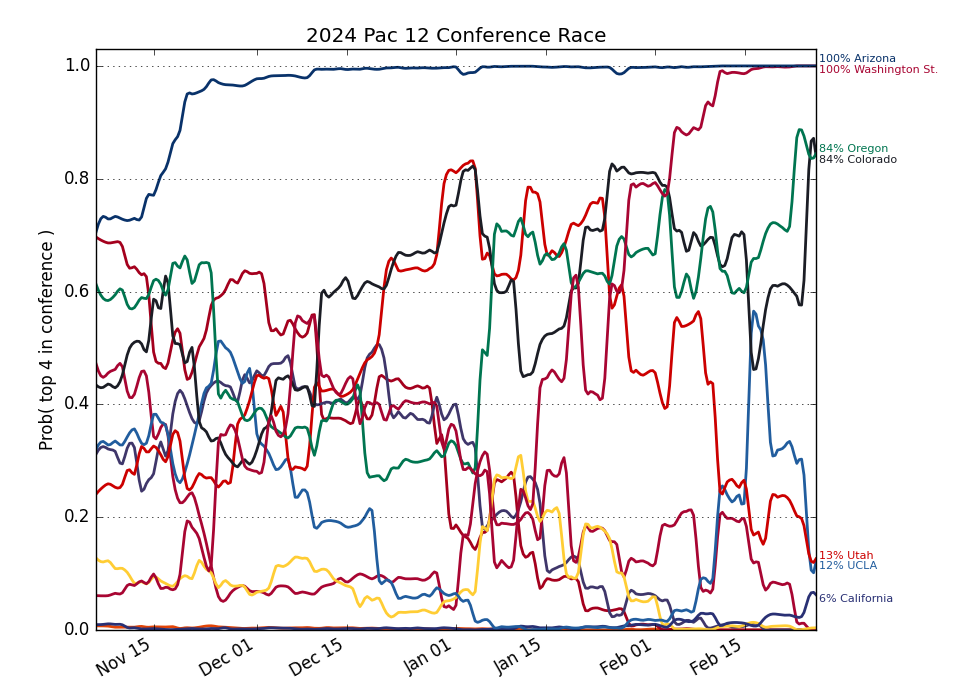 2024 Pac 12 Conference Race
Prob( top 4 in conference )
1.0
0.8
0.6
0.4
0.2
0.0
Nov 15
Dec 01
Dec 15
Jan 01
Jan 15
Feb 01
Feb 15
100% Arizona
100% Washington St.
84% Oregon
84% Colorado
13% Utah
12% UCLA
6% California